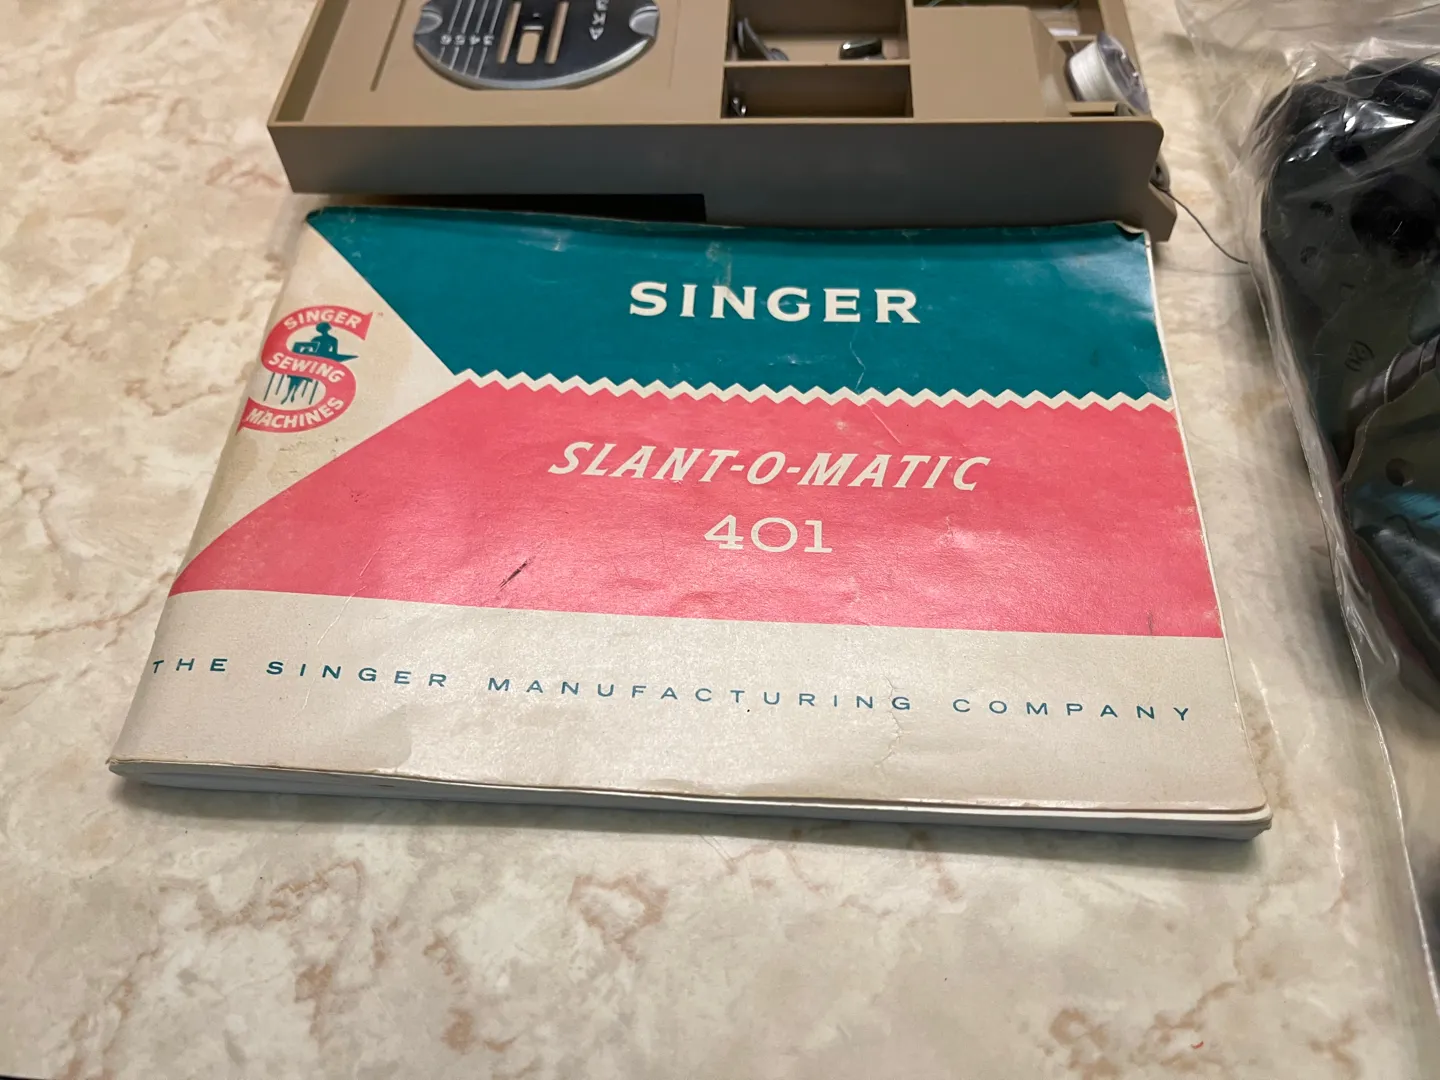 SINGER
SEWING
MACHINES
SINGER
SLANT-O-MATIC
401
THE SINGER MANUFACTURING COMPANY